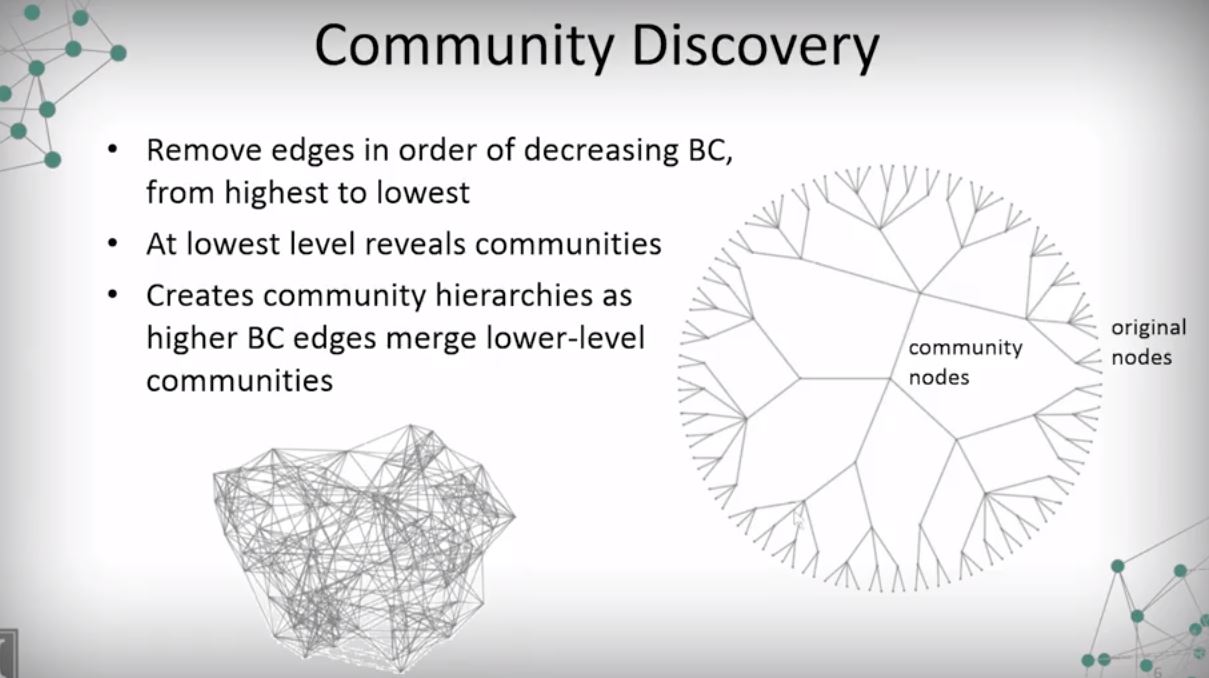 Community Discovery
• Remove edges in order of decreasing BC,
from highest to lowest
• At lowest level reveals communities
• Creates community hierarchies as
higher BC edges merge lower-level
communities
community
nodes
original
nodes
6